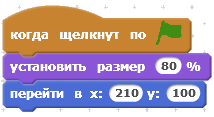 когда щелкнут по
установить размер 80 %
перейти в x: 210 y: 100